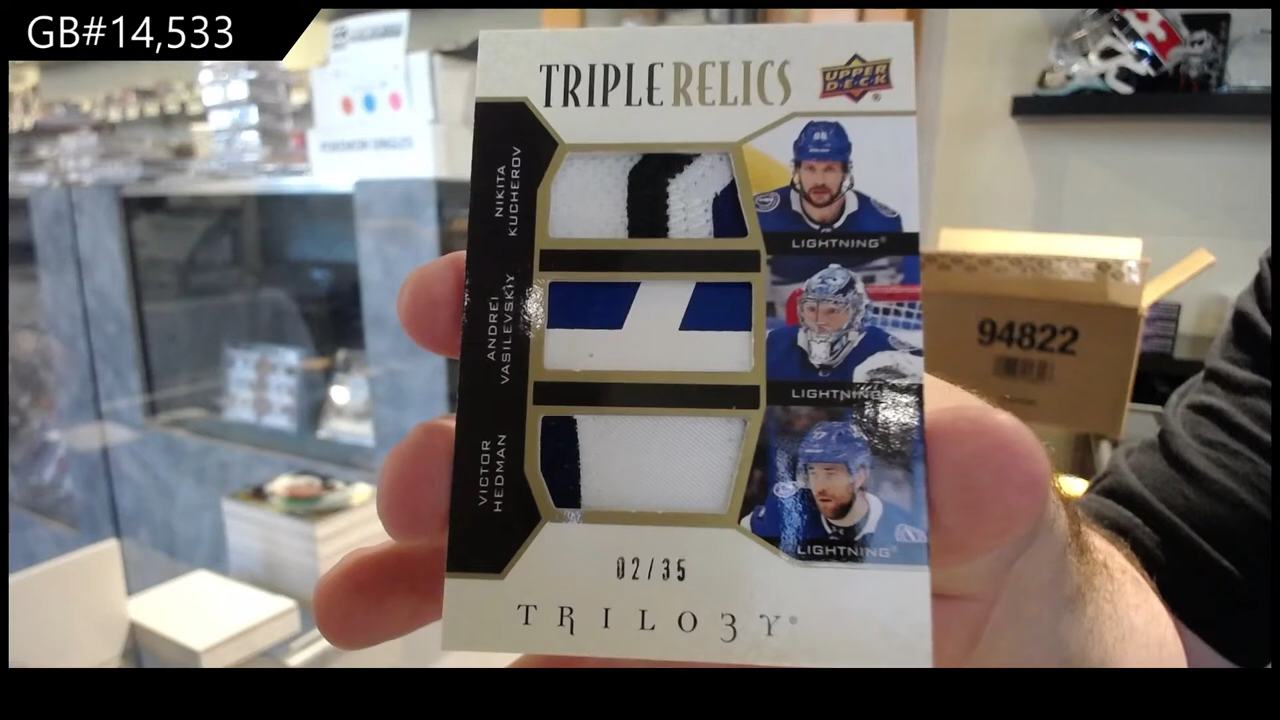 GB#14,533
TRIPLE RELICS
UPPER
DECK
®
NIKITA
KUCHEROV
LIGHTNING®
ANDREI
VASILEVSKIY
LIGHTNING
VICTOR
HEDMAN
LIGHTNING®
02/35
TRILO3Y®
94822